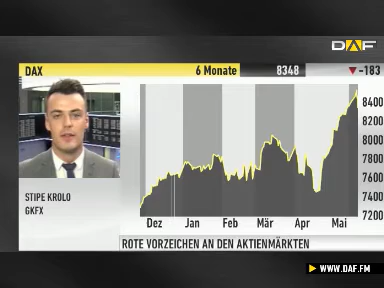 DAF
DAX 6 Monate 8348 ▼-183
8400
8200
8000
7800
7600
7400
7200
Dez Jan Feb Mär Apr Mai
STIPE KROLO
GKFX
ROTE VORZEICHEN AN DEN AKTIENMÄRKTEN
WWW.DAF.FM